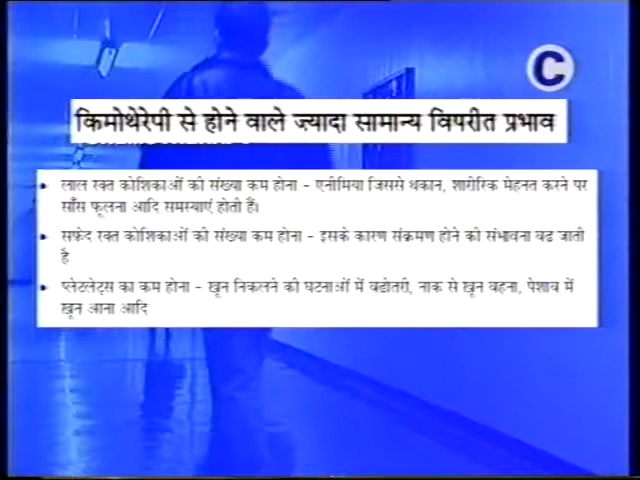 C
किमोथेरेपी से होने वाले ज्यादा सामान्य विपरीत प्रभाव
• लाल रक्त कोशिकाओं की संख्या कम होना - एनीमिया जिससे थकान, शारीरिक मेहनत करने पर
साँस फूलना आदि समस्याएं होती हैं।
• सफ़ेद रक्त कोशिकाओं की संख्या कम होना - इसके कारण संक्रमण होने की संभावना बढ जाती
है
• प्लेटलेट्स का कम होना - खून निकलने की घटनाओं में बढोतरी, नाक से खून बहना, पेशाव में
खून आना आदि